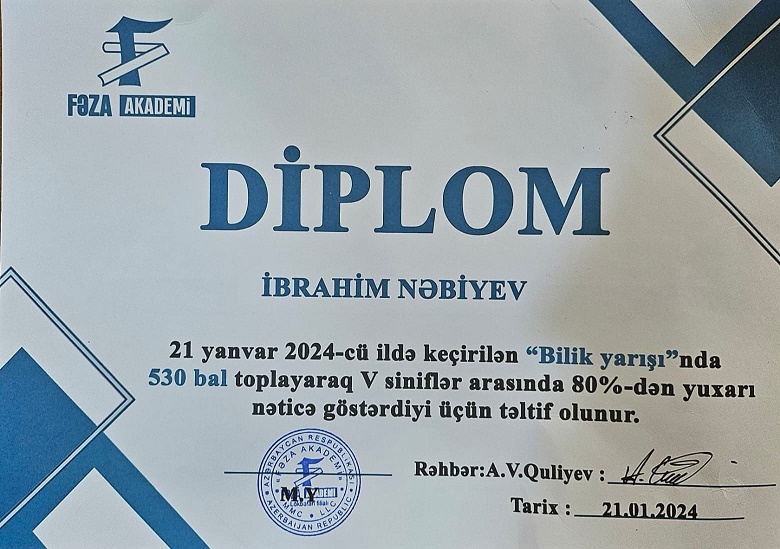 FƏZA AKADEMİ
DİPLOM
İBRAHİM NƏBİYEV
21 yanvar 2024-cü ildə keçirilən “Bilik yarışı”nda
530 bal toplayaraq V siniflər arasında 80%-dən yuxarı
nəticə göstərdiyi üçün təltif olunur.
AZƏRBAYCAN RESPUBLİKASI
"FƏZA AKADEMİ"
AKADEMİ
M.Y
MMC • LLC
AZERBAIJAN REPUBLIC
Rəhbər:A.V.Quliyev :
Tarix : 21.01.2024